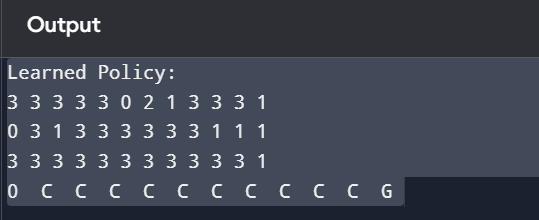 Output
Learned Policy:
3 3 3 3 3 0 2 1 3 3 3 1
0 3 1 3 3 3 3 3 3 1 1 1
3 3 3 3 3 3 3 3 3 3 3 1
0 C C C C C C C C C C G